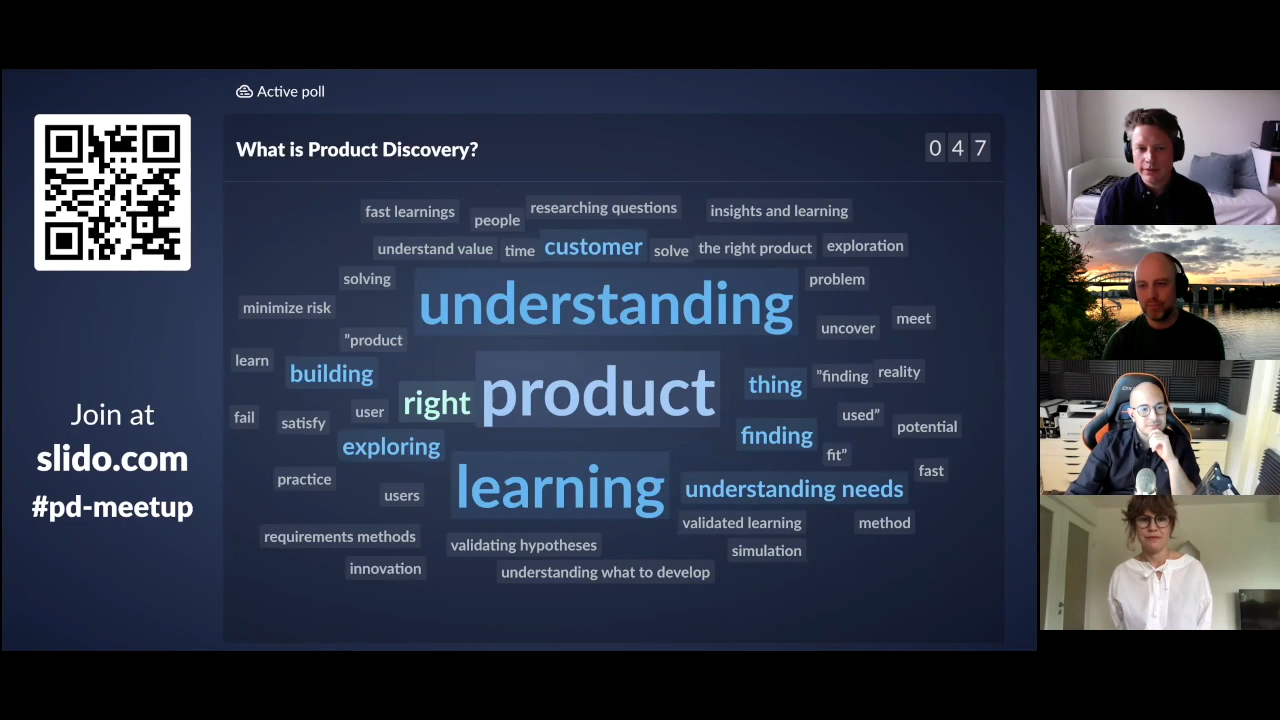 Active poll
What is Product Discovery?
0 4 7
fast learnings
people
researching questions
insights and learning
understand value
time
customer
solve
the right product
exploration
solving
understanding
problem
minimize risk
uncover
meet
”product
learn
building
right
product
thing
”finding
reality
fail
satisfy
user
exploring
finding
used”
potential
fit”
practice
users
learning
understanding needs
fast
validated learning
method
requirements methods
validating hypotheses
simulation
innovation
understanding what to develop
Join at
slido.com
#pd-meetup